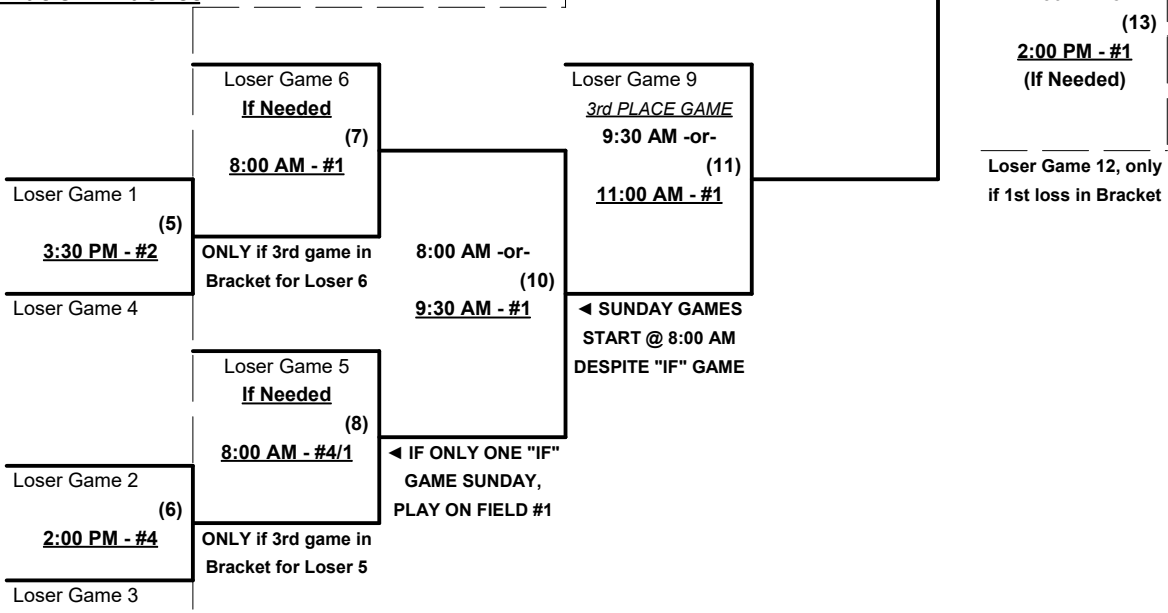 (13)
2:00 PM - #1
(If Needed)
Loser Game 12, only
if 1st loss in Bracket
Loser Game 6
If Needed
(7)
8:00 AM - #1
Loser Game 9
3rd PLACE GAME
9:30 AM -or-
(11)
11:00 AM - #1
Loser Game 1
(5)
3:30 PM - #2
Loser Game 4
ONLY if 3rd game in
Bracket for Loser 6
8:00 AM -or-
(10)
9:30 AM - #1
◄ SUNDAY GAMES
START @ 8:00 AM
DESPITE "IF" GAME
Loser Game 5
If Needed
(8)
8:00 AM - #4/1
◄ IF ONLY ONE "IF"
GAME SUNDAY,
PLAY ON FIELD #1
Loser Game 2
(6)
2:00 PM - #4
Loser Game 3
ONLY if 3rd game in
Bracket for Loser 5